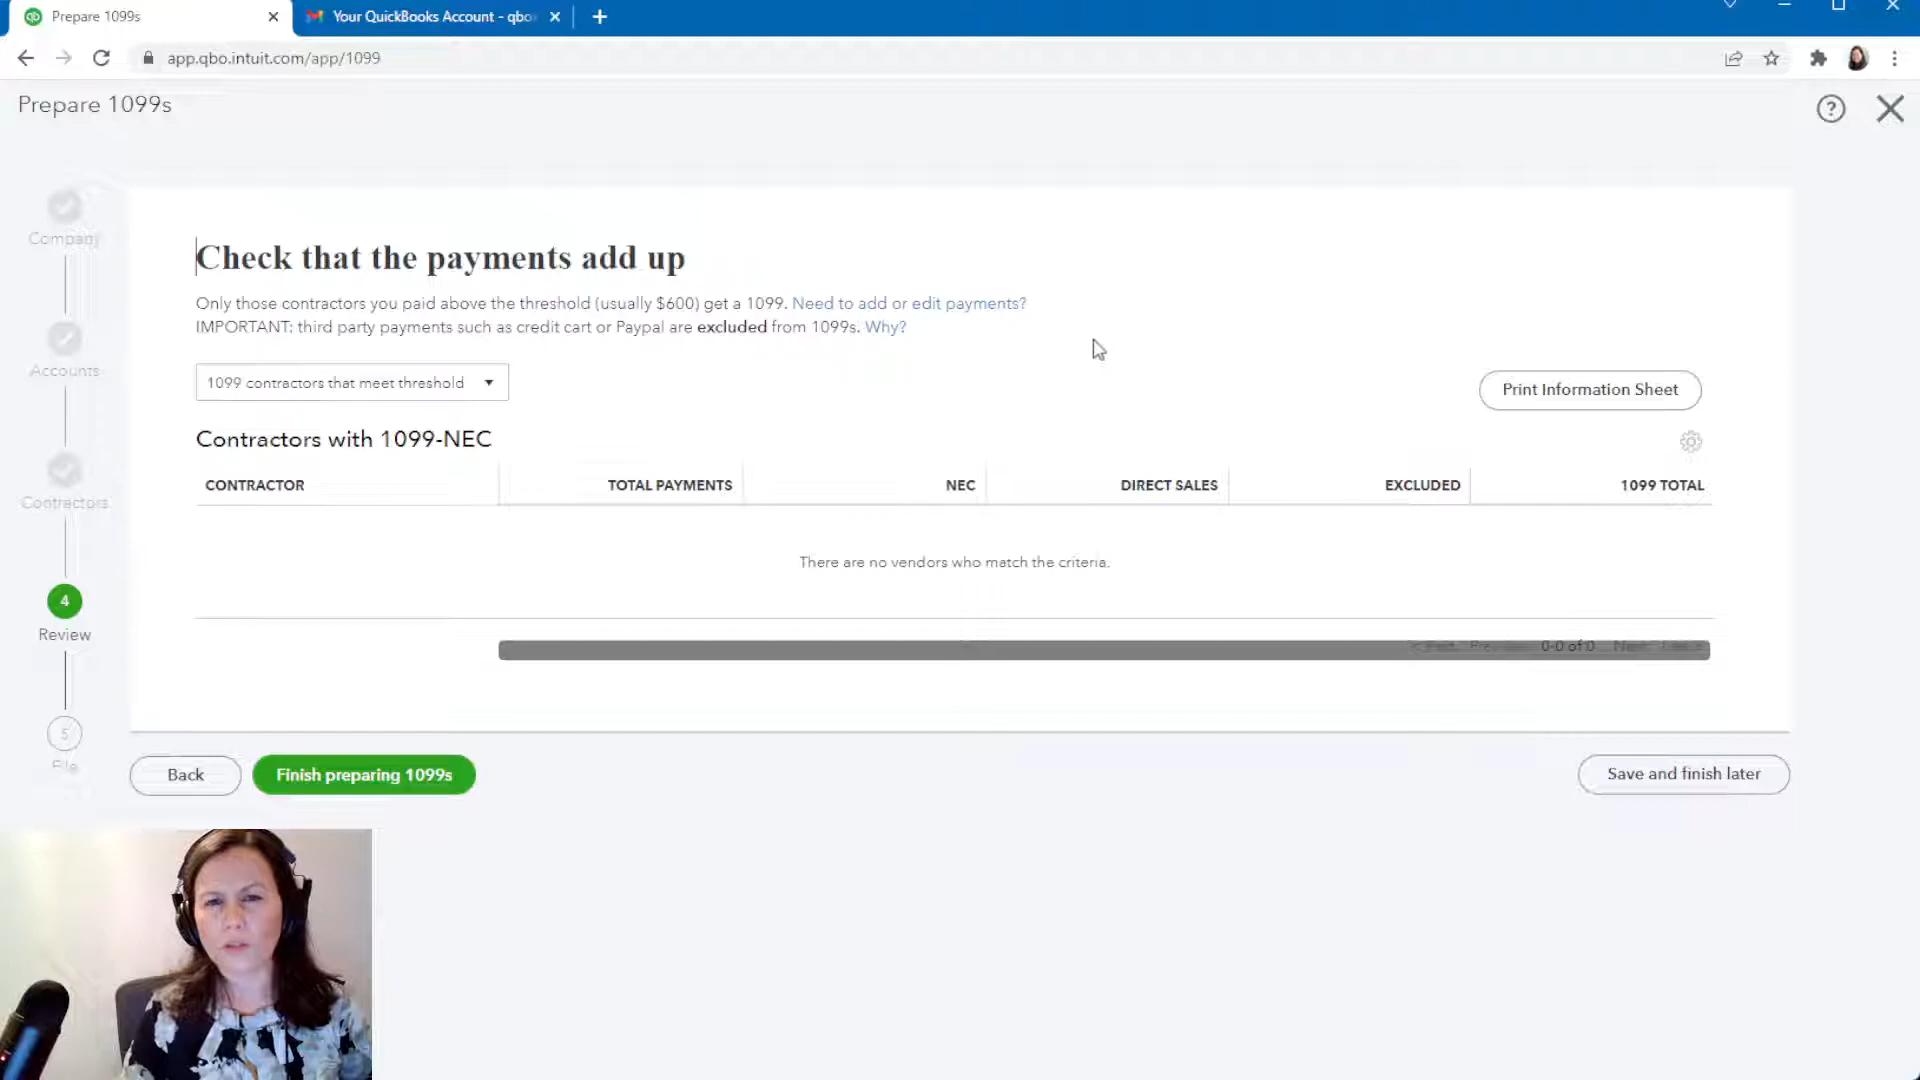 Prepare 1099s
Your QuickBooks Account - qbo
app.qbo.intuit.com/app/1099
Prepare 1099s
Company
Accounts
Contractors
4
Review
5
File
Check that the payments add up
Only those contractors you paid above the threshold (usually $600) get a 1099. Need to add or edit payments?
IMPORTANT: third party payments such as credit cart or Paypal are excluded from 1099s. Why?
1099 contractors that meet threshold
Print Information Sheet
Contractors with 1099-NEC
CONTRACTOR TOTAL PAYMENTS NEC DIRECT SALES EXCLUDED 1099 TOTAL
There are no vendors who match the criteria.
0-0 of 0
Back
Finish preparing 1099s
Save and finish later